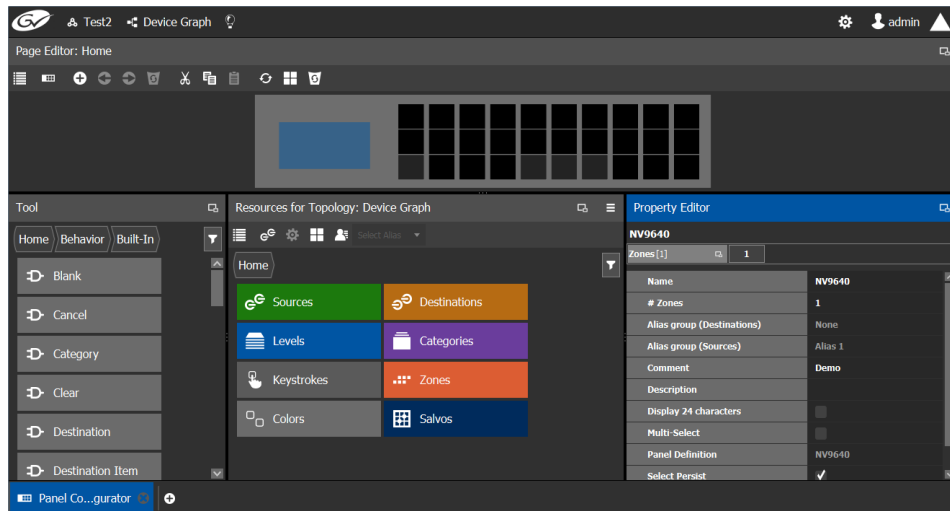 GV Test2 Device Graph admin
Page Editor: Home
Tool
Home Behavior Built-In
Blank
Cancel
Category
Clear
Destination
Destination Item
Resources for Topology: Device Graph
Select Alias
Home
Sources Destinations
Levels Categories
Keystrokes Zones
Colors Salvos
Property Editor
NV9640
Zones [1] 1
Name NV9640
# Zones 1
Alias group (Destinations) None
Alias group (Sources) Alias 1
Comment Demo
Description
Display 24 characters
Multi-Select
Panel Definition NV9640
Select Persist
Panel Co...gurator